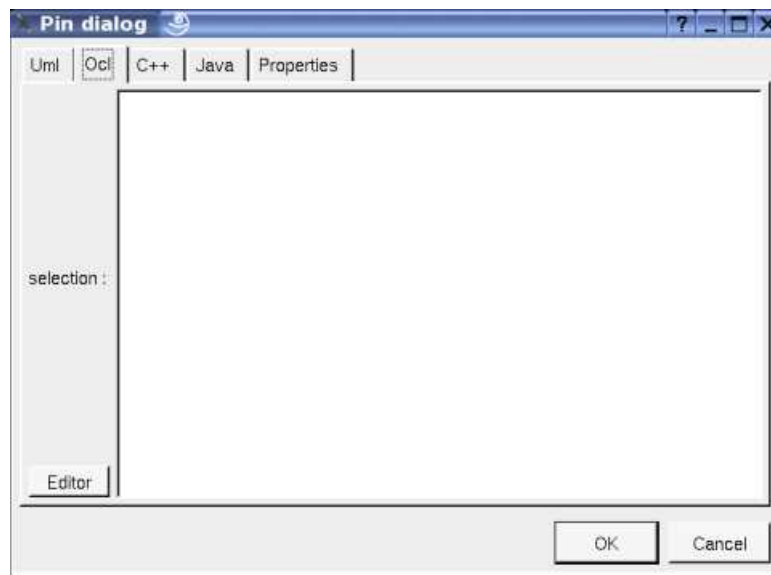 Pin dialog
Uml Ocl C++ Java Properties
selection :
Editor
OK Cancel